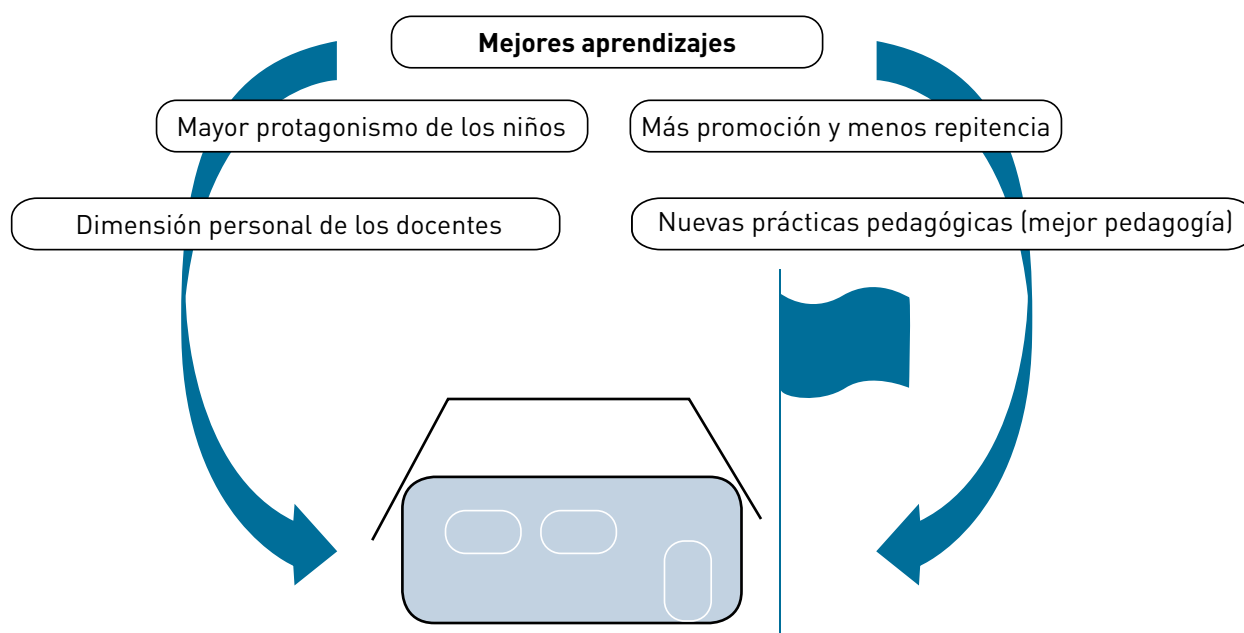 Mejores aprendizajes
Mayor protagonismo de los niños
Más promoción y menos repitencia
Dimensión personal de los docentes
Nuevas prácticas pedagógicas (mejor pedagogía)